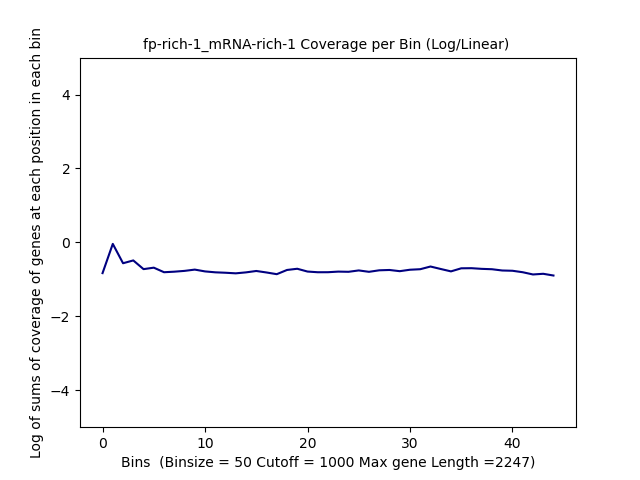 fp-rich-1_mRNA-rich-1 Coverage per Bin (Log/Linear)
Log of sums of coverage of genes at each position in each bin
4
2
0
−2
−4
0 10 20 30 40
Bins  (Binsize = 50 Cutoff = 1000 Max gene Length =2247)